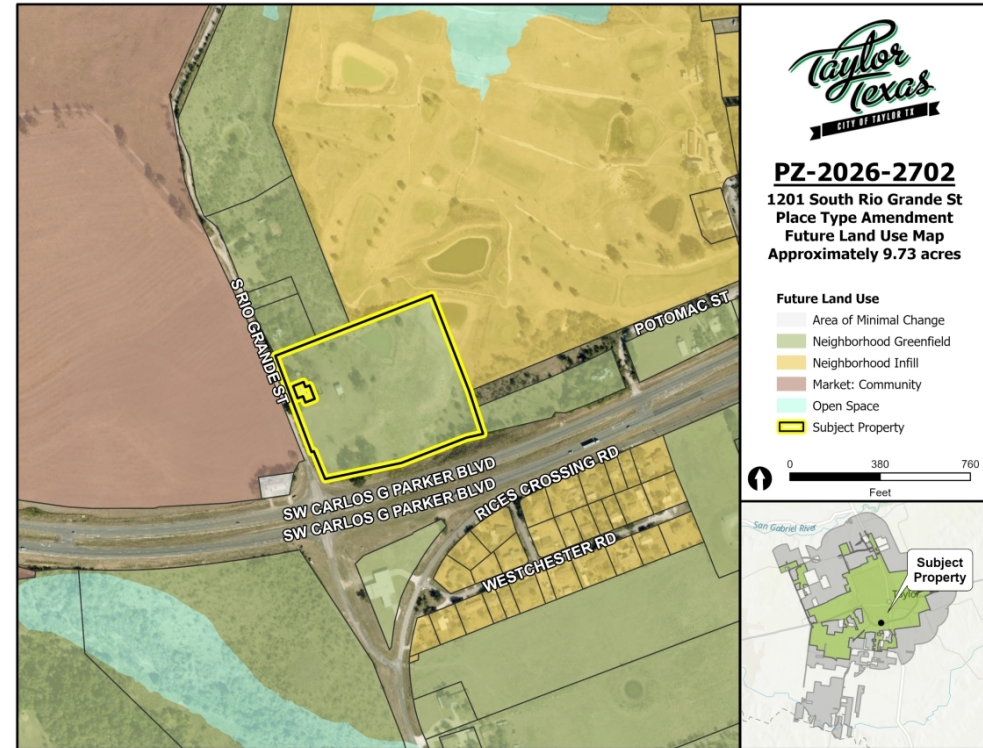 Taylor
Texas
CITY OF TAYLOR TX
PZ-2026-2702
1201 South Rio Grande St
Place Type Amendment
Future Land Use Map
Approximately 9.73 acres
Future Land Use
Area of Minimal Change
Neighborhood Greenfield
Neighborhood Infill
Market: Community
Open Space
Subject Property
0 380 760
Feet
S RIO GRANDE ST
POTOMAC ST
SW CARLOS G PARKER BLVD
SW CARLOS G PARKER BLVD
RICES CROSSING RD
WESTCHESTER RD
San Gabriel River
Subject
Property
Taylor